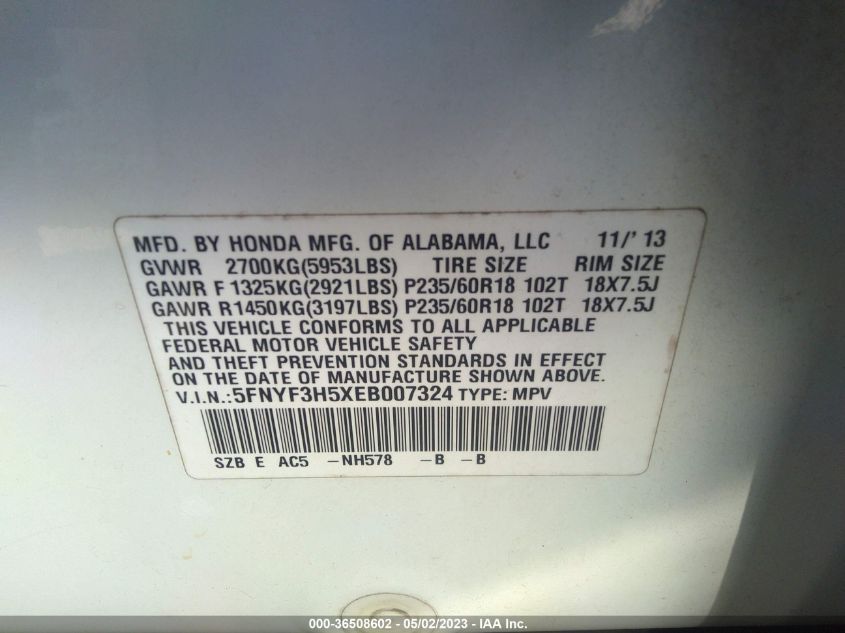 MFD. BY HONDA MFG. OF ALABAMA, LLC 11/' 13
GVWR 2700KG(5953LBS) TIRE SIZE RIM SIZE
GAWR F 1325KG(2921LBS) P235/60R18 102T 18X7.5J
GAWR R1450KG(3197LBS) P235/60R18 102T 18X7.5J
THIS VEHICLE CONFORMS TO ALL APPLICABLE
FEDERAL MOTOR VEHICLE SAFETY
AND THEFT PREVENTION STANDARDS IN EFFECT
ON THE DATE OF MANUFACTURE SHOWN ABOVE.
V.I.N.:5FNYF3H5XEB007324 TYPE: MPV
SZB E AC5 -NH578 -B -B
000-36508602 - 05/02/2023 - IAA Inc.